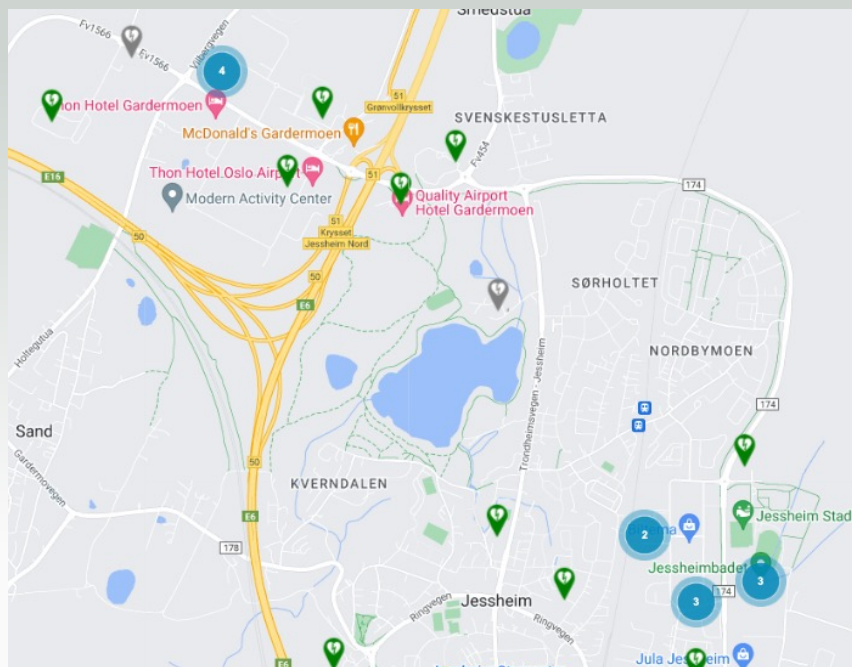 Smedstua
Fv1566
Ev1566
Vilbergvegen
4
51
Grønvollkrysset
Thon Hotel Gardermoen
McDonald's Gardermoen
SVENSKESTUSLETTA
Fv454
E16
Thon Hotel Oslo Airport
51
174
Modern Activity Center
Quality Airport
Hotel Gardermoen
51
Krysset
Jessheim Nord
50
50
E6
SØRHOLTET
Holtegutua
NORDBYMOEN
Trondheimsvegen - Jessheim
174
Sand
Gardermovegen
50
KVERNDALEN
E6
178
2
Jessheim Stad
Jessheimbadet
3
174
3
Jessheim
Ringvegen
Ringvegen
E6
Jula Jessheim